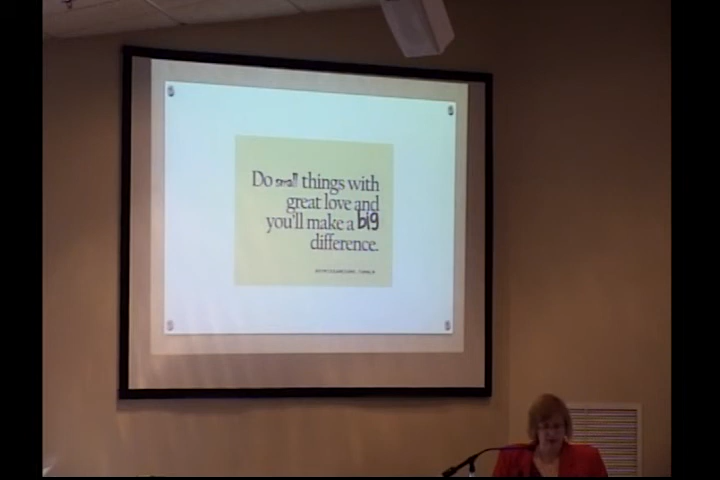 Do small things with
great love and
you'll make a big
difference.